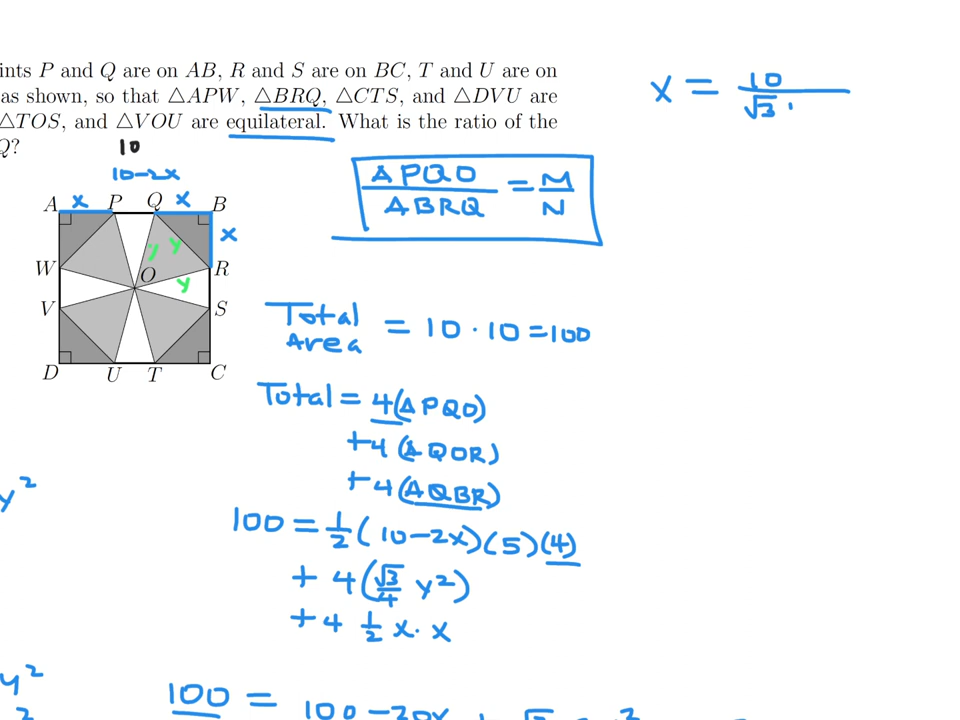 ints P and Q are on AB, R and S are on BC, T and U are on
as shown, so that △APW, △BRQ, △CTS, and △DVU are
△TOS, and △VOU are equilateral. What is the ratio of the
Q?
x = 10
√3 ·
10
10-2x
△PQO / △BRQ = M / N
A x P Q x B
x
y y
W O R
y
V S
D U T C
Total Area = 10 · 10 = 100
Total = 4(△PQO)
+4(△QOR)
+4(△QBR)
y²
100 = 1/2 (10-2x)(5)(4)
+ 4(√3/4 y²)
+ 4 1/2 x · x
y²
100 =